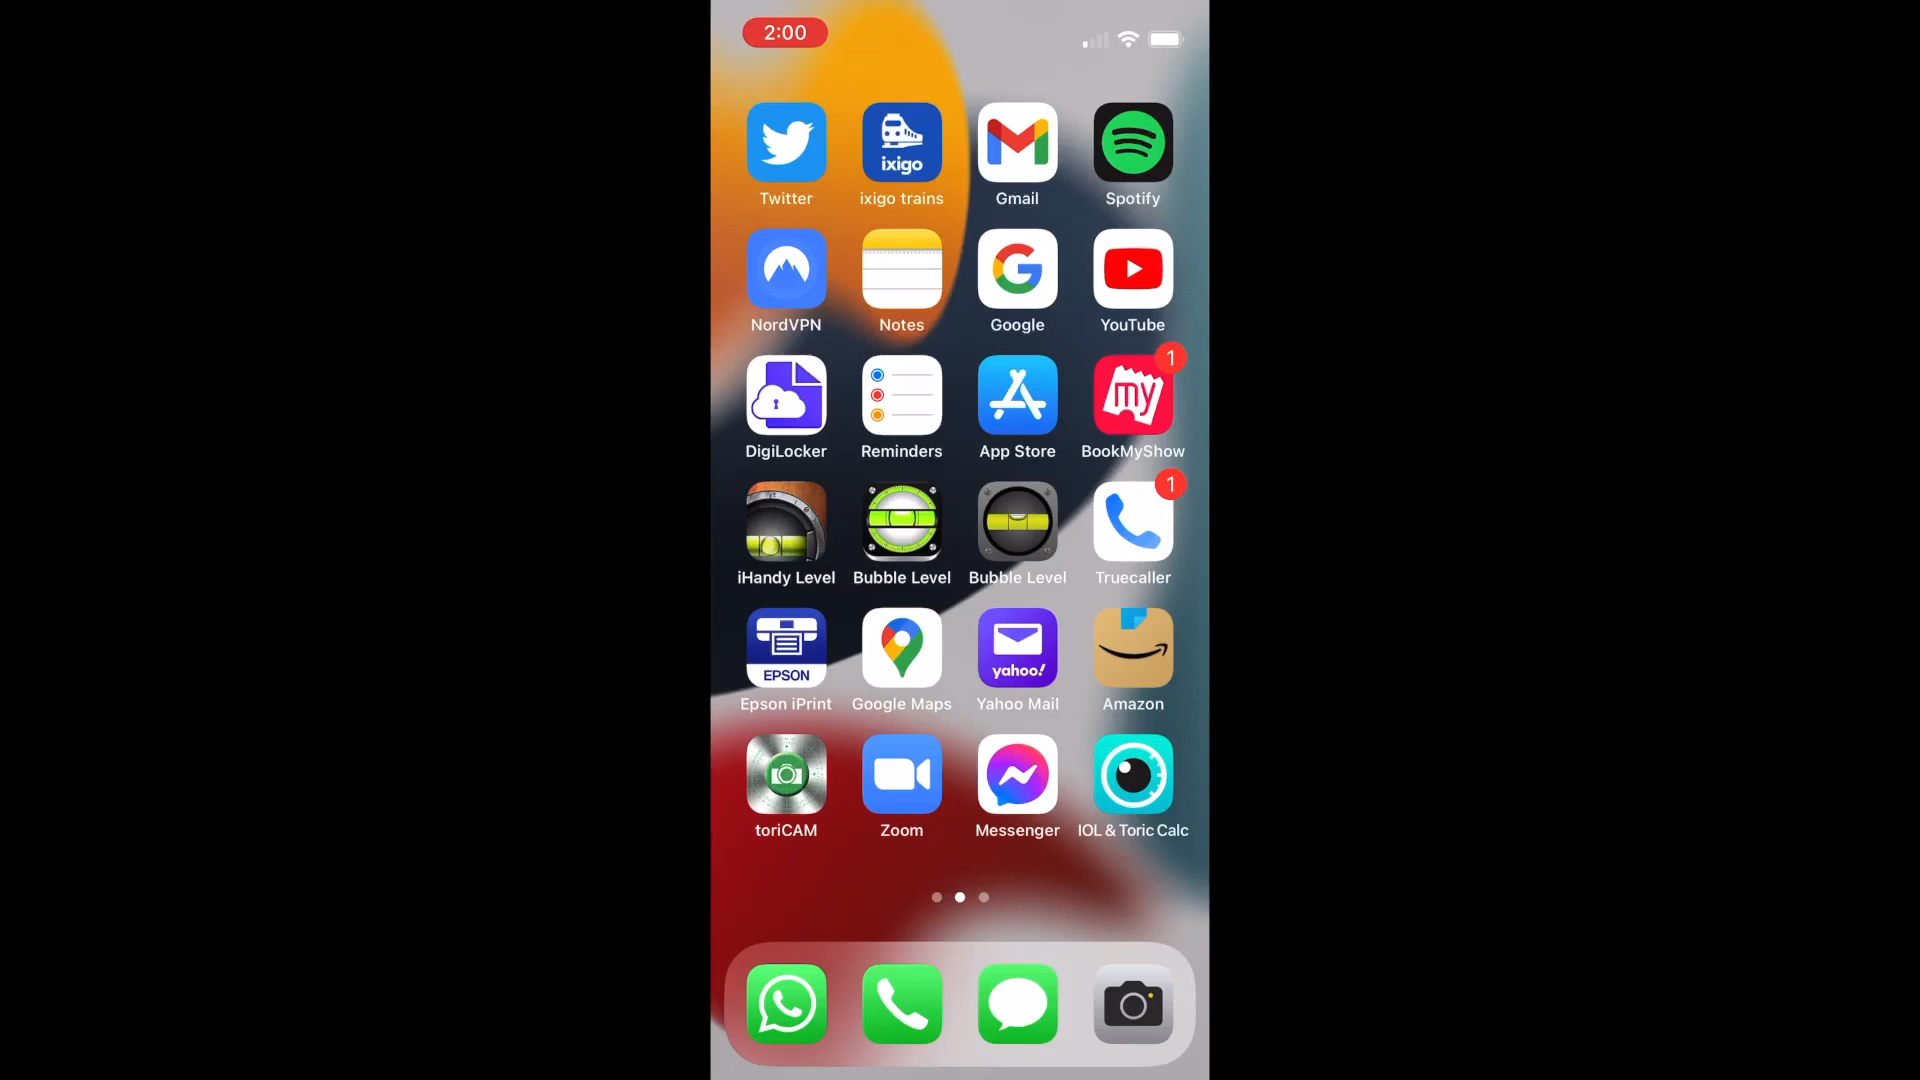 2:00
ixigo
Twitter ixigo trains Gmail Spotify
NordVPN Notes Google YouTube
1
my
DigiLocker Reminders App Store BookMyShow
1
iHandy Level Bubble Level Bubble Level Truecaller
EPSON yahoo!
Epson iPrint Google Maps Yahoo Mail Amazon
toriCAM Zoom Messenger IOL & Toric Calc